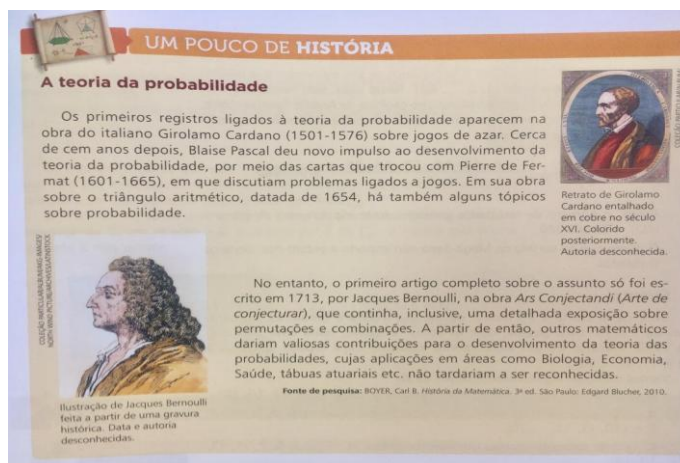 UM POUCO DE HISTÓRIA
A teoria da probabilidade
Os primeiros registros ligados à teoria da probabilidade aparecem na
obra do italiano Girolamo Cardano (1501-1576) sobre jogos de azar. Cerca
de cem anos depois, Blaise Pascal deu novo impulso ao desenvolvimento da
teoria da probabilidade, por meio das cartas que trocou com Pierre de Fer-
mat (1601-1665), em que discutiam problemas ligados a jogos. Em sua obra
sobre o triângulo aritmético, datada de 1654, há também alguns tópicos
sobre probabilidade.
Retrato de Girolamo
Cardano entalhado
em cobre no século
XVI. Colorido
posteriormente.
Autoria desconhecida.
No entanto, o primeiro artigo completo sobre o assunto só foi es-
crito em 1713, por Jacques Bernoulli, na obra Ars Conjectandi (Arte de
conjecturar), que continha, inclusive, uma detalhada exposição sobre
permutações e combinações. A partir de então, outros matemáticos
dariam valiosas contribuições para o desenvolvimento da teoria das
probabilidades, cujas aplicações em áreas como Biologia, Economia,
Saúde, tábuas atuariais etc. não tardariam a ser reconhecidas.
Fonte de pesquisa: BOYER, Carl B. História da Matemática. 3ª ed. São Paulo: Edgard Blucher, 2010.
Ilustração de Jacques Bernoulli
feita a partir de uma gravura
histórica. Data e autoria
desconhecidas.